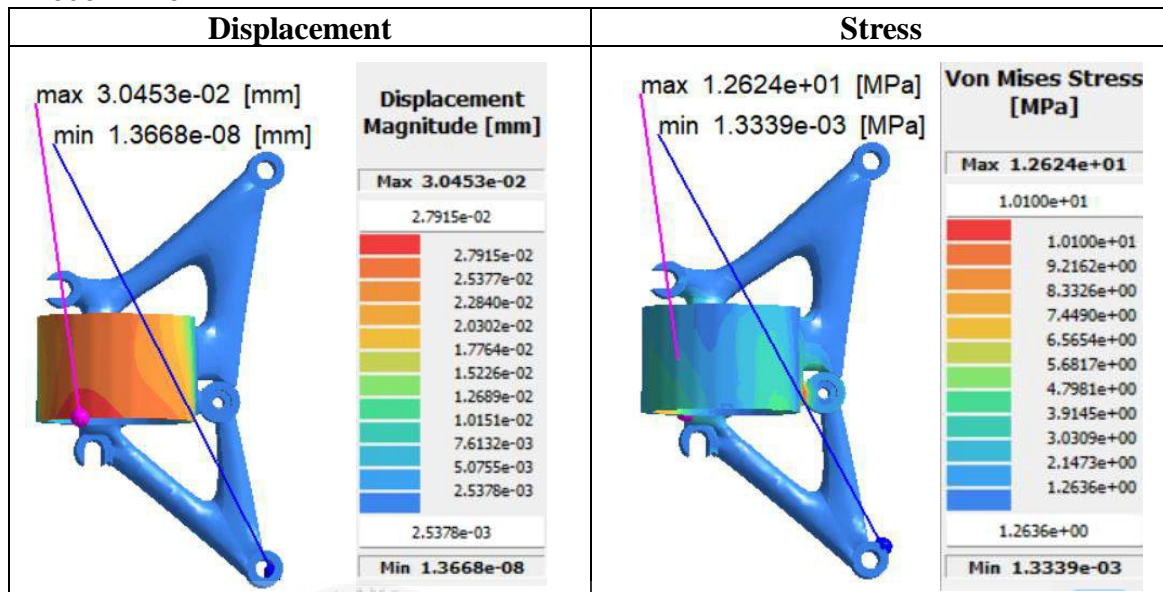 Displacement
Stress
max 3.0453e-02 [mm]
min 1.3668e-08 [mm]
Displacement
Magnitude [mm]
Max 3.0453e-02
2.7915e-02
2.7915e-02
2.5377e-02
2.2840e-02
2.0302e-02
1.7764e-02
1.5226e-02
1.2689e-02
1.0151e-02
7.6132e-03
5.0755e-03
2.5378e-03
2.5378e-03
Min 1.3668e-08
max 1.2624e+01 [MPa]
min 1.3339e-03 [MPa]
Von Mises Stress
[MPa]
Max 1.2624e+01
1.0100e+01
1.0100e+01
9.2162e+00
8.3326e+00
7.4490e+00
6.5654e+00
5.6817e+00
4.7981e+00
3.9145e+00
3.0309e+00
2.1473e+00
1.2636e+00
1.2636e+00
Min 1.3339e-03